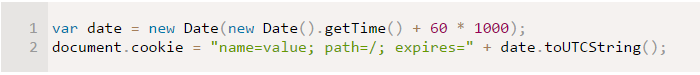 1 var date = new Date(new Date().getTime() + 60 * 1000);
2 document.cookie = "name=value; path=/; expires=" + date.toUTCString();